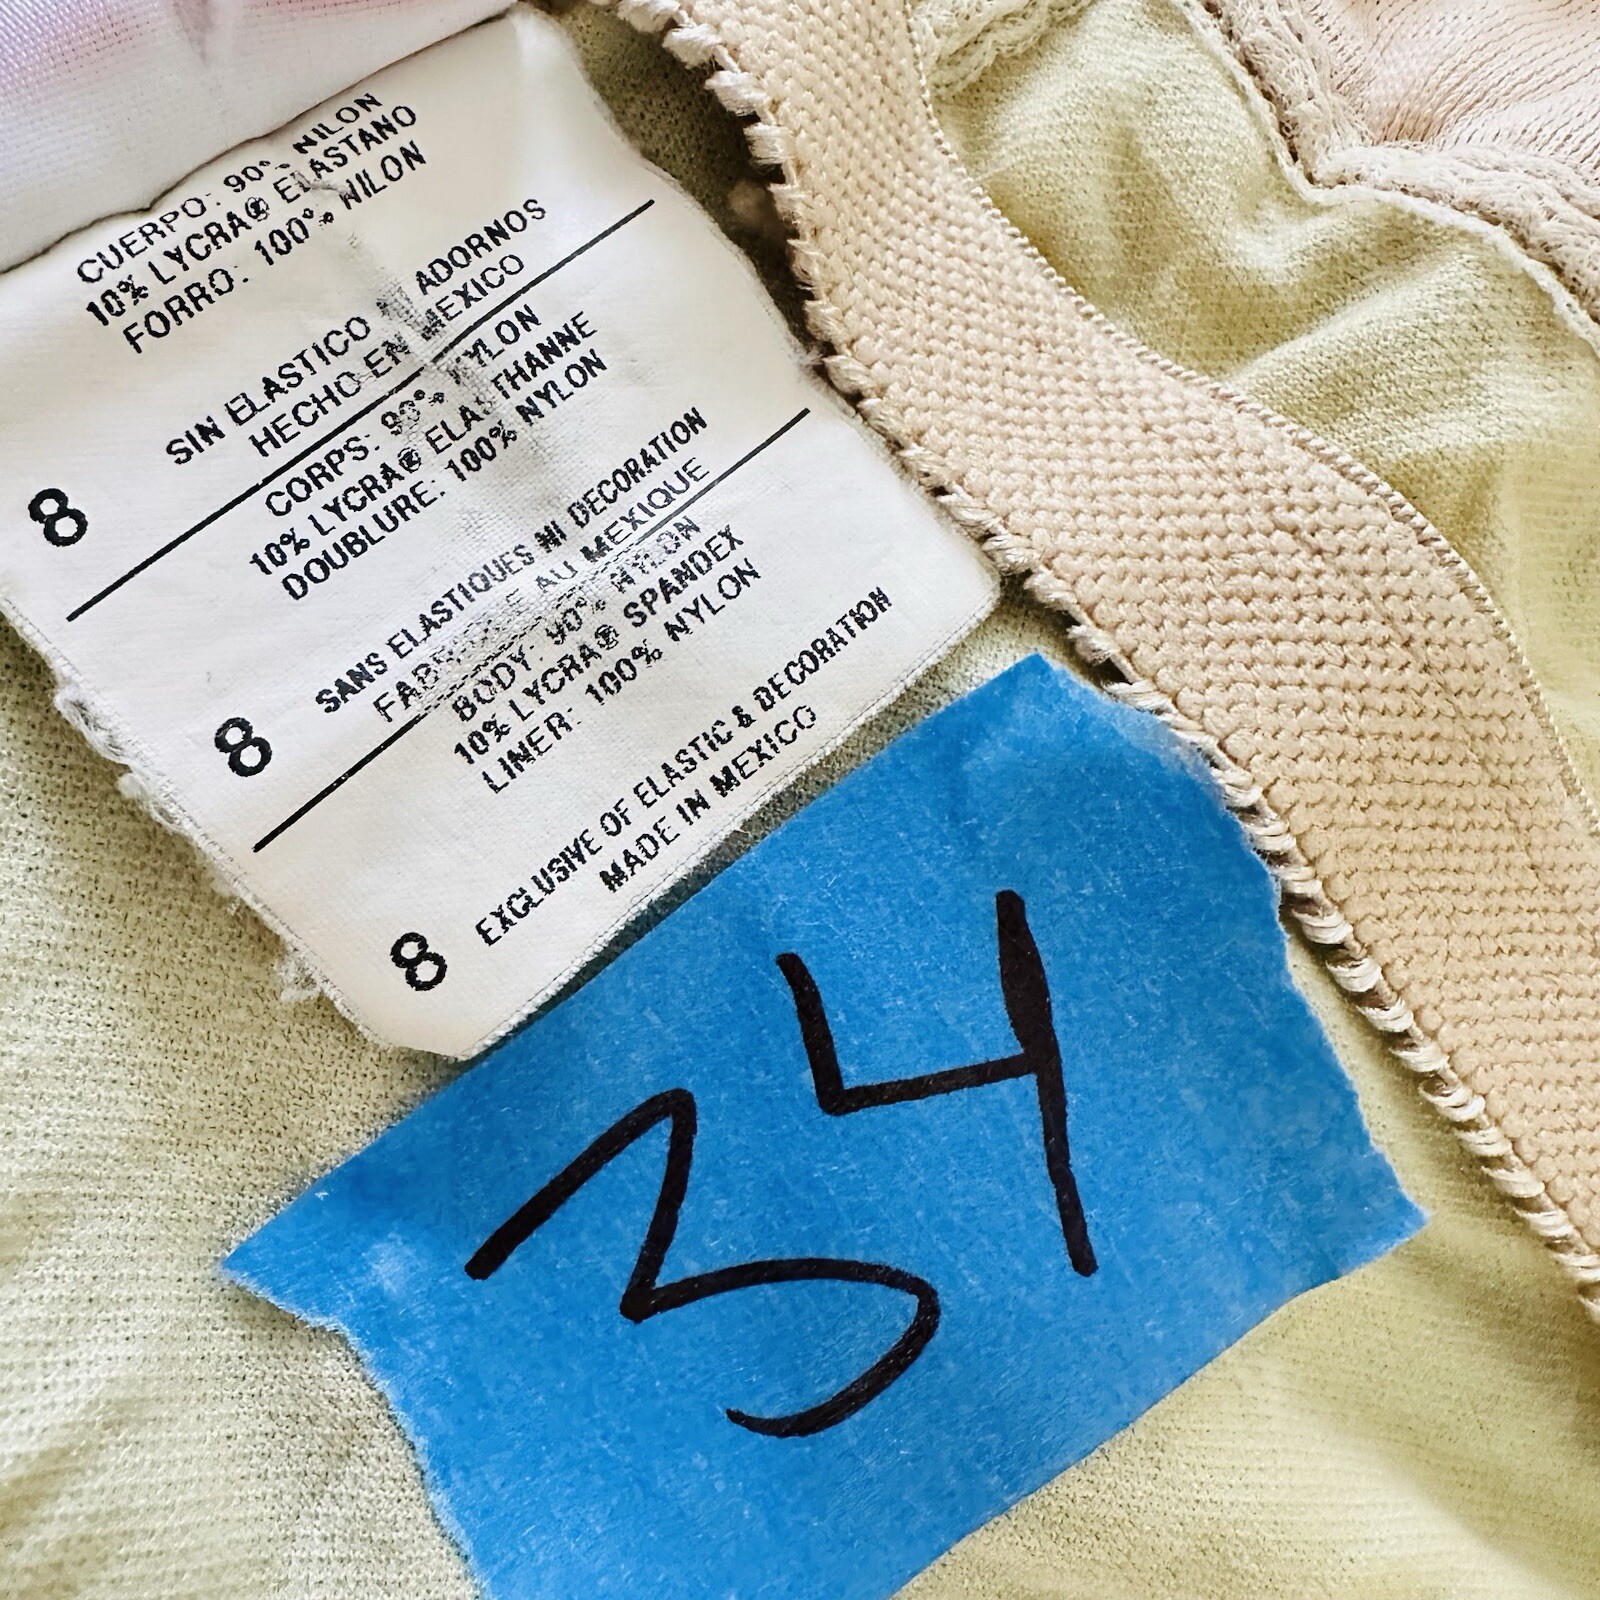 CUERPO: 90% NILON
10% LYCRA® ELASTANO
FORRO: 100% NILON
SIN ELASTICO NI ADORNOS
HECHO EN MEXICO
8
CORPS: 90% NYLON
10% LYCRA® ELASTHANNE
DOUBLURE: 100% NYLON
SANS ELASTIQUES NI DECORATION
AU MEXIQUE
8
BODY: 90% NYLON
10% LYCRA® SPANDEX
LINER: 100% NYLON
EXCLUSIVE OF ELASTIC & DECORATION
MADE IN MEXICO
8
34